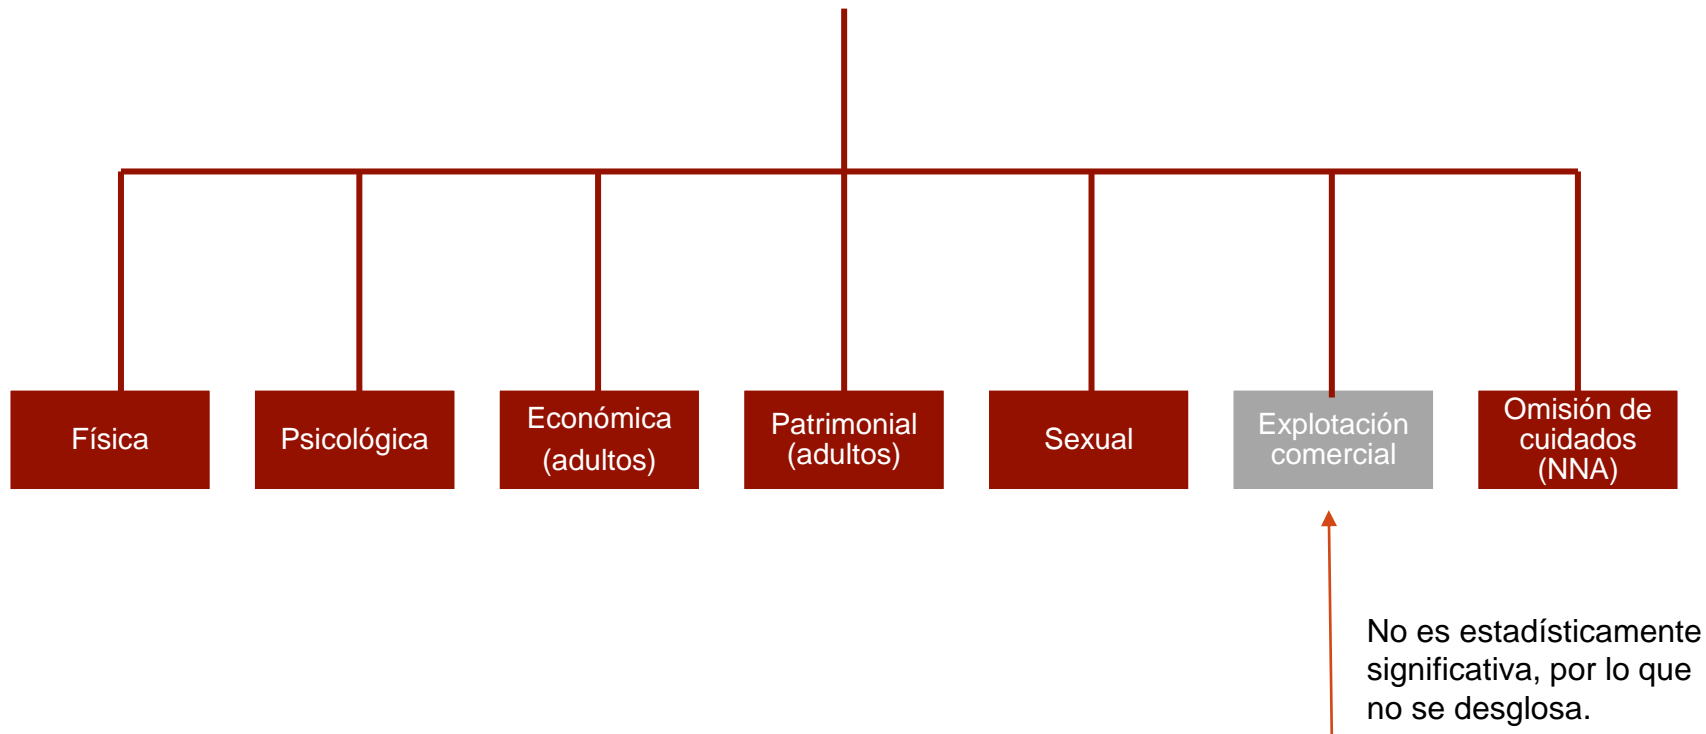 Física
Psicológica
Económica
(adultos)
Patrimonial
(adultos)
Sexual
Explotación
comercial
Omisión de
cuidados
(NNA)
No es estadísticamente
significativa, por lo que
no se desglosa.